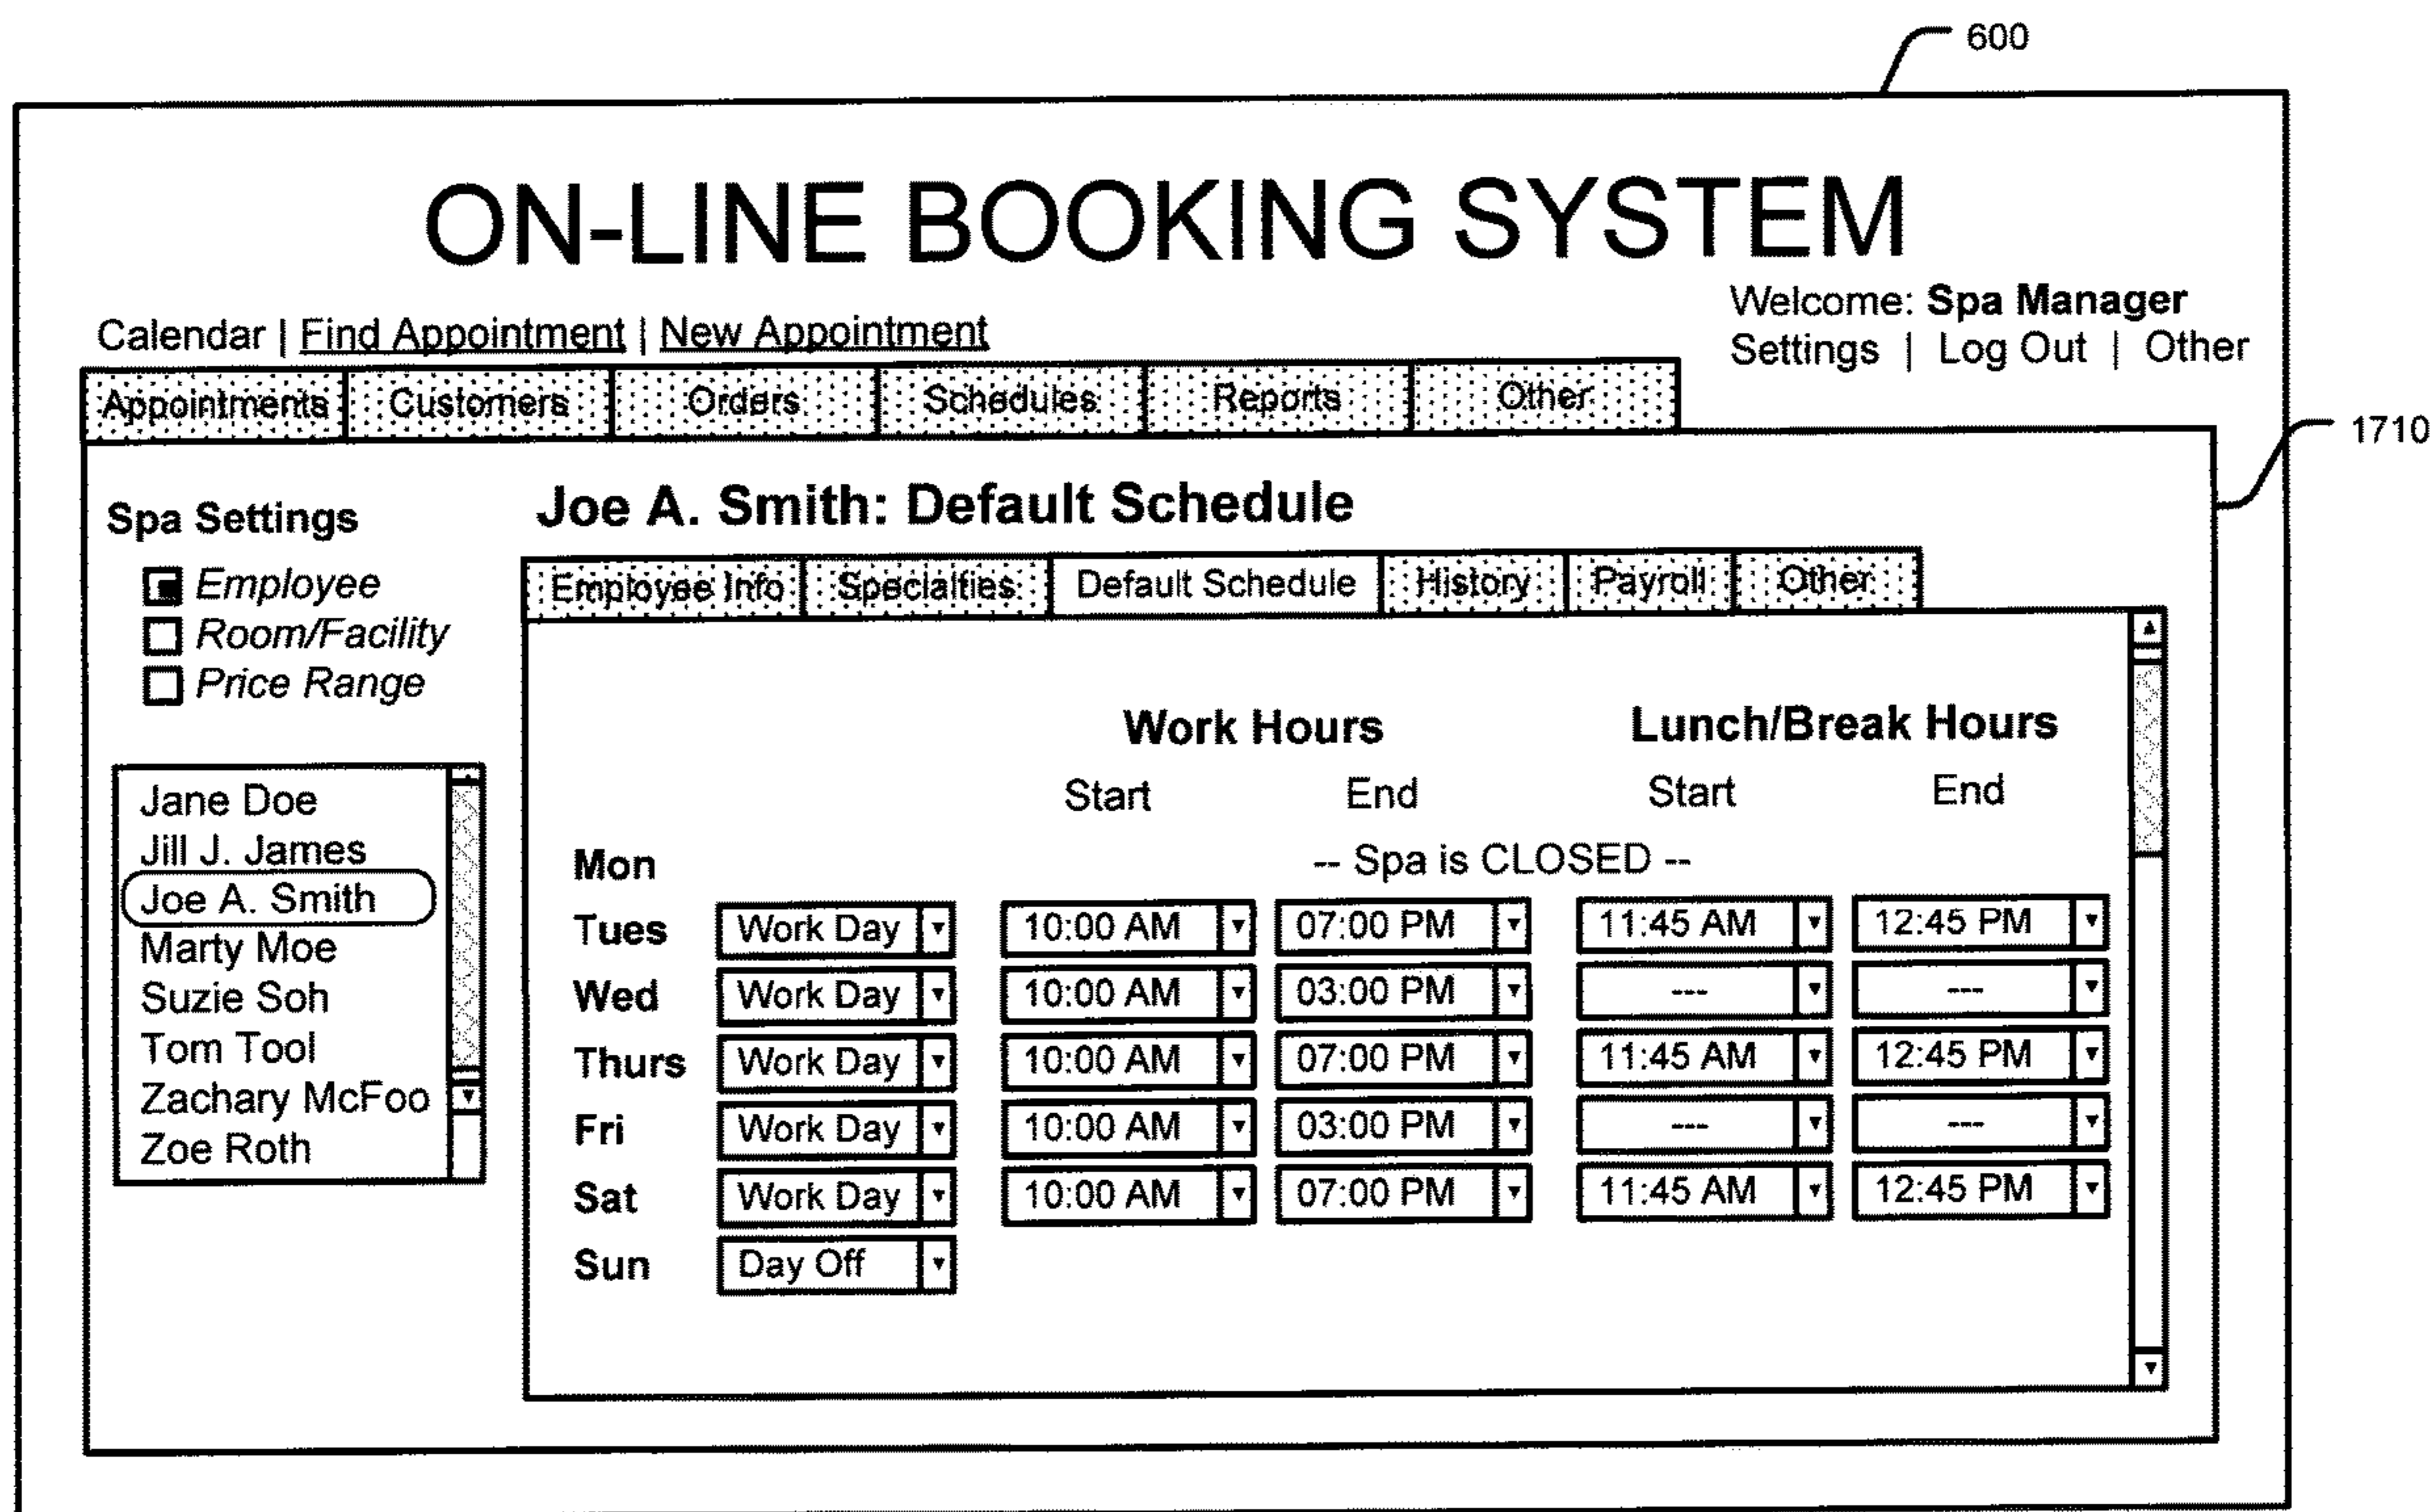 600
ON-LINE BOOKING SYSTEM
Welcome: Spa Manager
Calendar | Find Appointment | New Appointment
Settings | Log Out | Other
Appointments Customers Orders Schedules Reports Other
1710
Spa Settings
Employee
Room/Facility
Price Range
Jane Doe
Jill J. James
Joe A. Smith
Marty Moe
Suzie Soh
Tom Tool
Zachary McFoo
Zoe Roth
Joe A. Smith: Default Schedule
Employee Info Specialties Default Schedule History Payroll Other
Work Hours Lunch/Break Hours
Start End Start End
Mon -- Spa is CLOSED --
Tues Work Day 10:00 AM 07:00 PM 11:45 AM 12:45 PM
Wed Work Day 10:00 AM 03:00 PM --- ---
Thurs Work Day 10:00 AM 07:00 PM 11:45 AM 12:45 PM
Fri Work Day 10:00 AM 03:00 PM --- ---
Sat Work Day 10:00 AM 07:00 PM 11:45 AM 12:45 PM
Sun Day Off